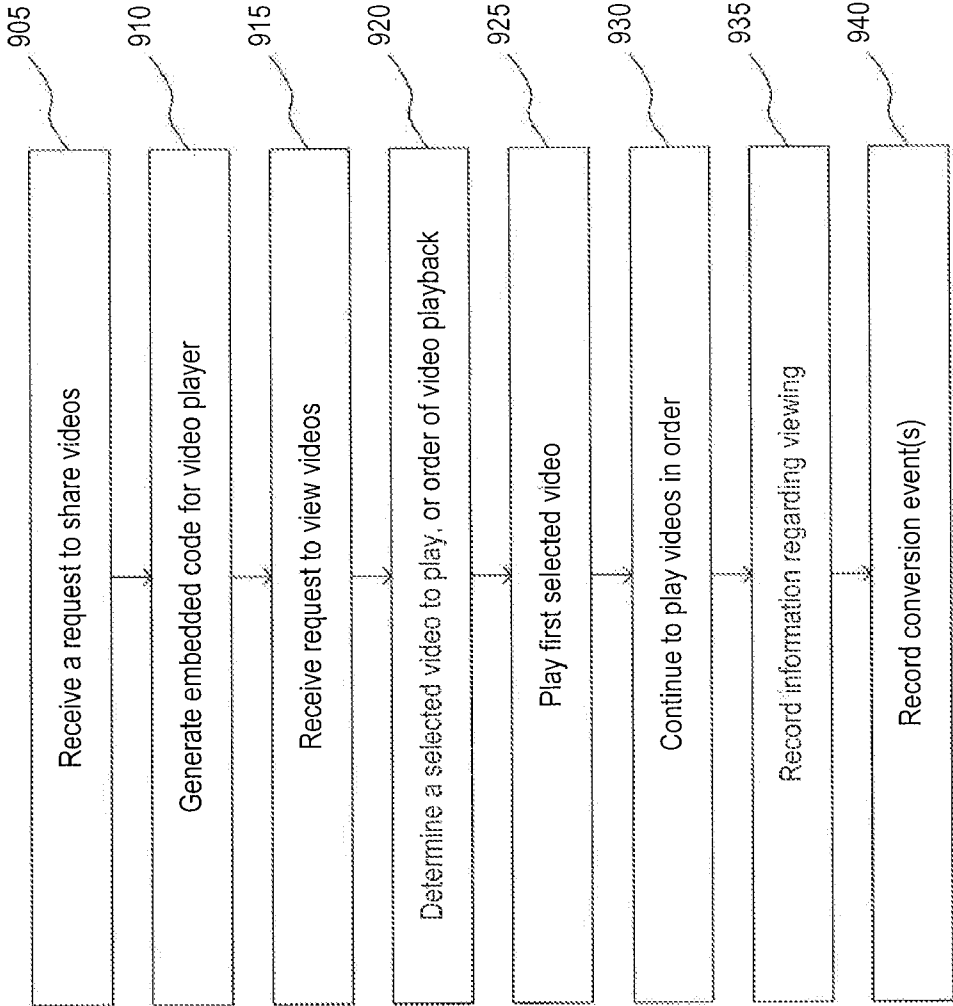 Receive a request to share videos
905
Generate embedded code for video player
910
Receive request to view videos
915
Determine a selected video to play, or order of video playback
920
Play first selected video
925
Continue to play videos in order
930
Record information regarding viewing
935
Record conversion event(s)
940